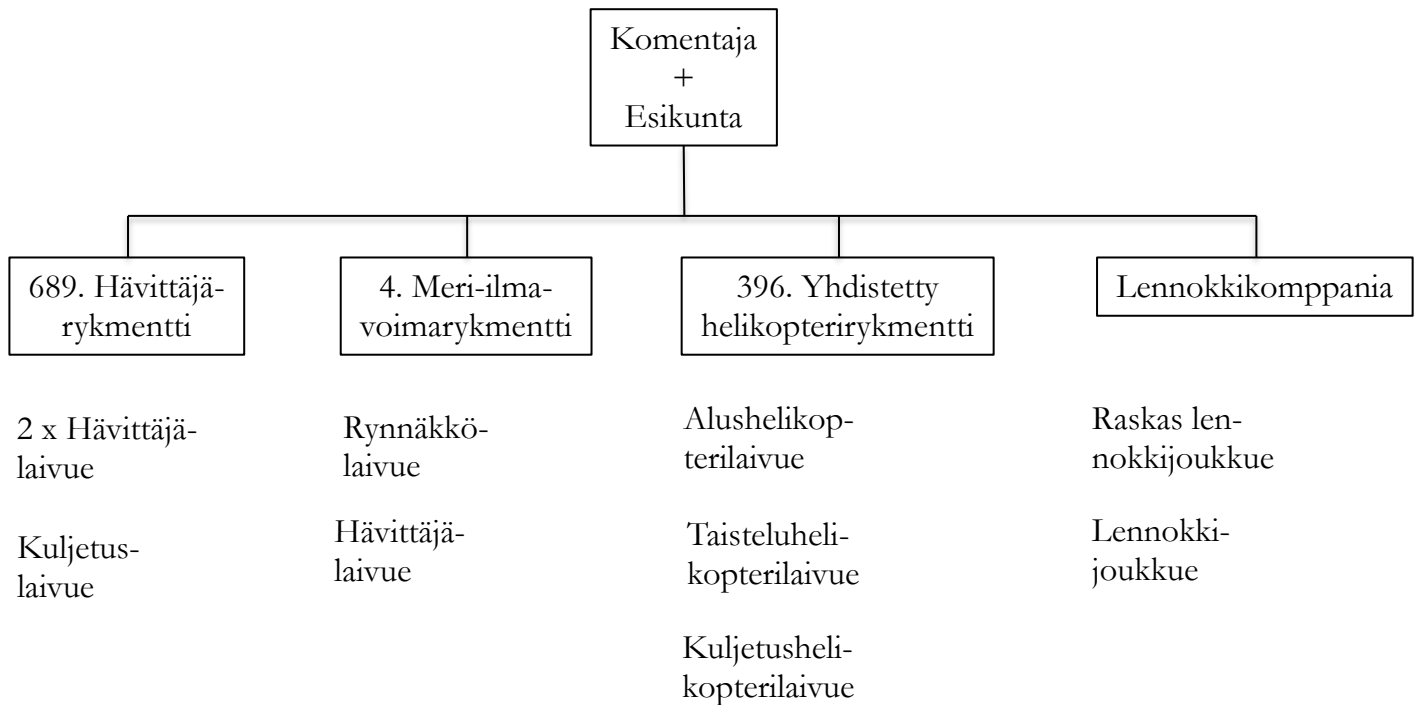 Komentaja
+
Esikunta
689. Hävittäjä-
rykmentti
4. Meri-ilma-
voimarykmentti
396. Yhdistetty
helikopterirykmentti
Lennokkikomppania
2 x Hävittäjä-
laivue
Kuljetus-
laivue
Rynnäkkö-
laivue
Hävittäjä-
laivue
Alushelikop-
terilaivue
Taisteluheli-
kopterilaivue
Kuljetusheli-
kopterilaivue
Raskas len-
nokkijoukkue
Lennokki-
joukkue